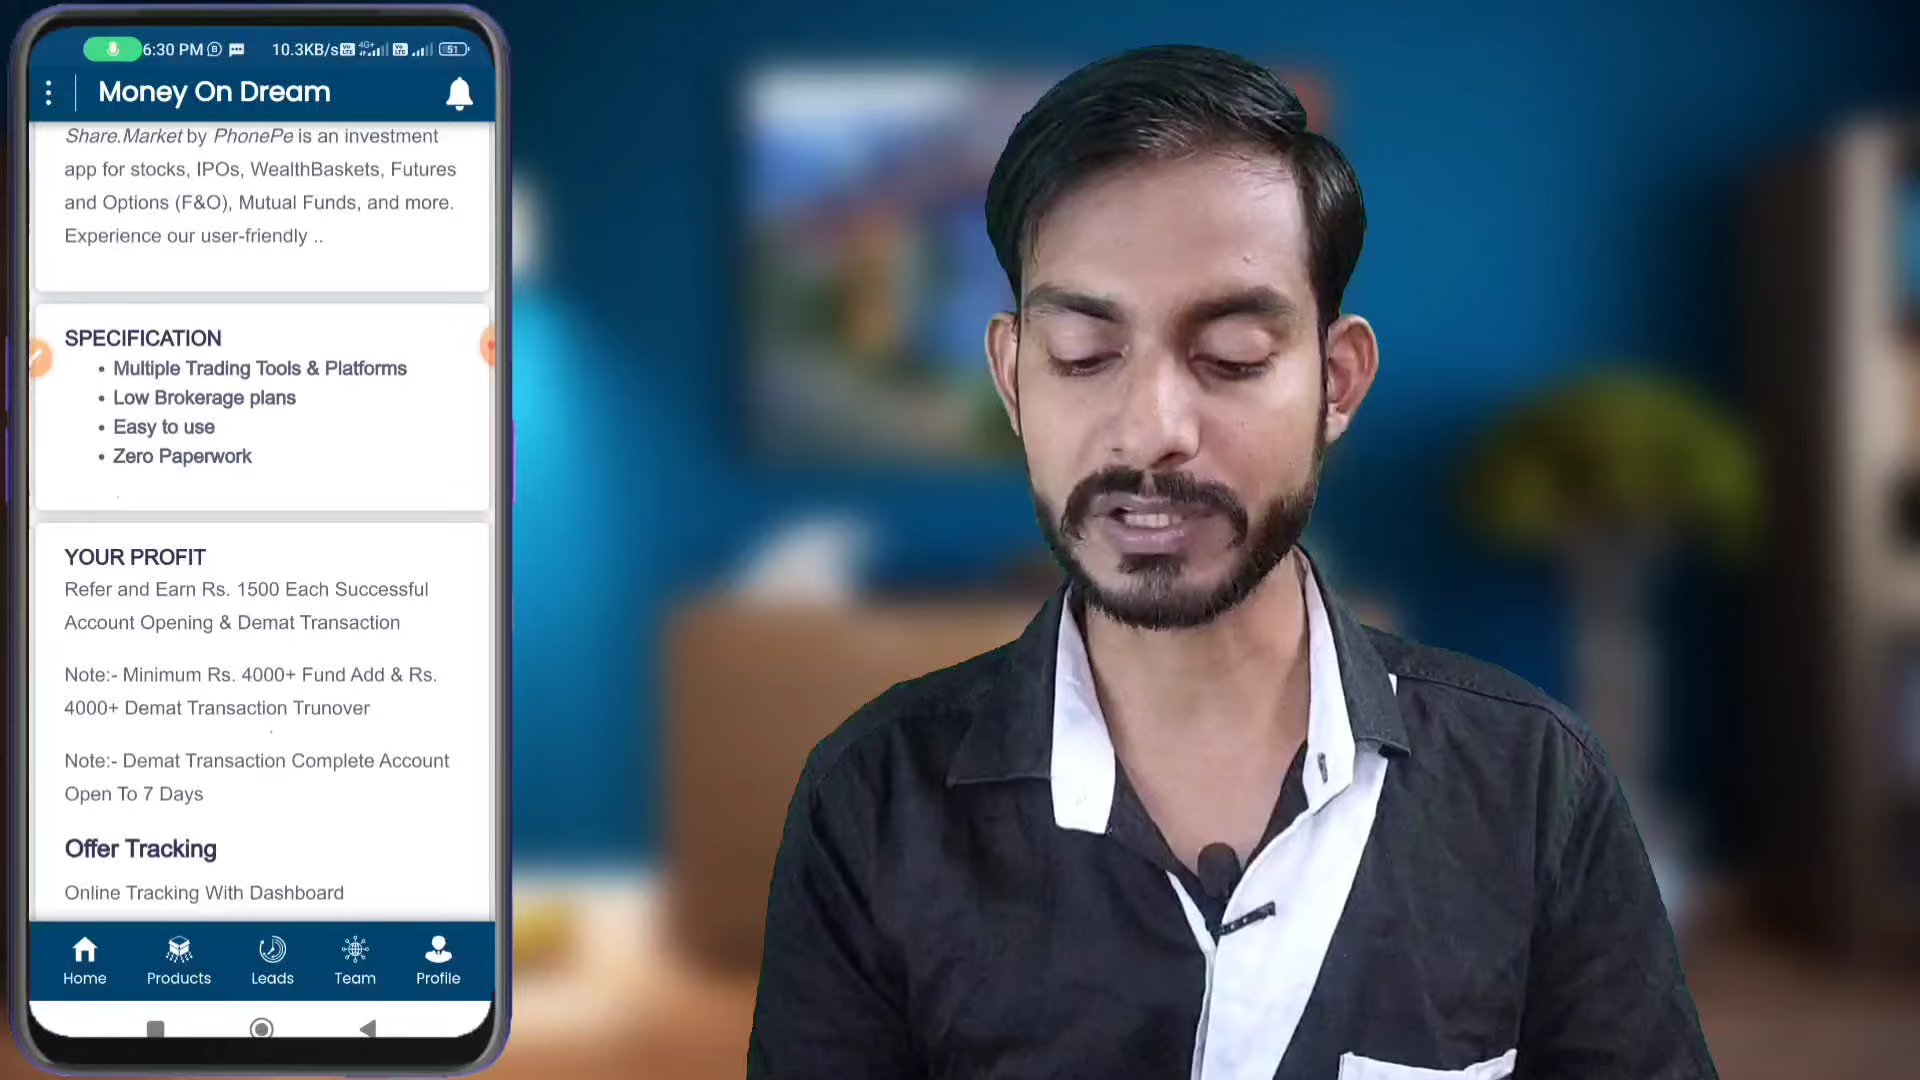 6:30 PM 10.3KB/s 4G+ 51
Money On Dream
Share.Market by PhonePe is an investment
app for stocks, IPOs, WealthBaskets, Futures
and Options (F&O), Mutual Funds, and more.
Experience our user-friendly ..
SPECIFICATION
• Multiple Trading Tools & Platforms
• Low Brokerage plans
• Easy to use
• Zero Paperwork
YOUR PROFIT
Refer and Earn Rs. 1500 Each Successful
Account Opening & Demat Transaction
Note:- Minimum Rs. 4000+ Fund Add & Rs.
4000+ Demat Transaction Trunover
Note:- Demat Transaction Complete Account
Open To 7 Days
Offer Tracking
Online Tracking With Dashboard
Home Products Leads Team Profile